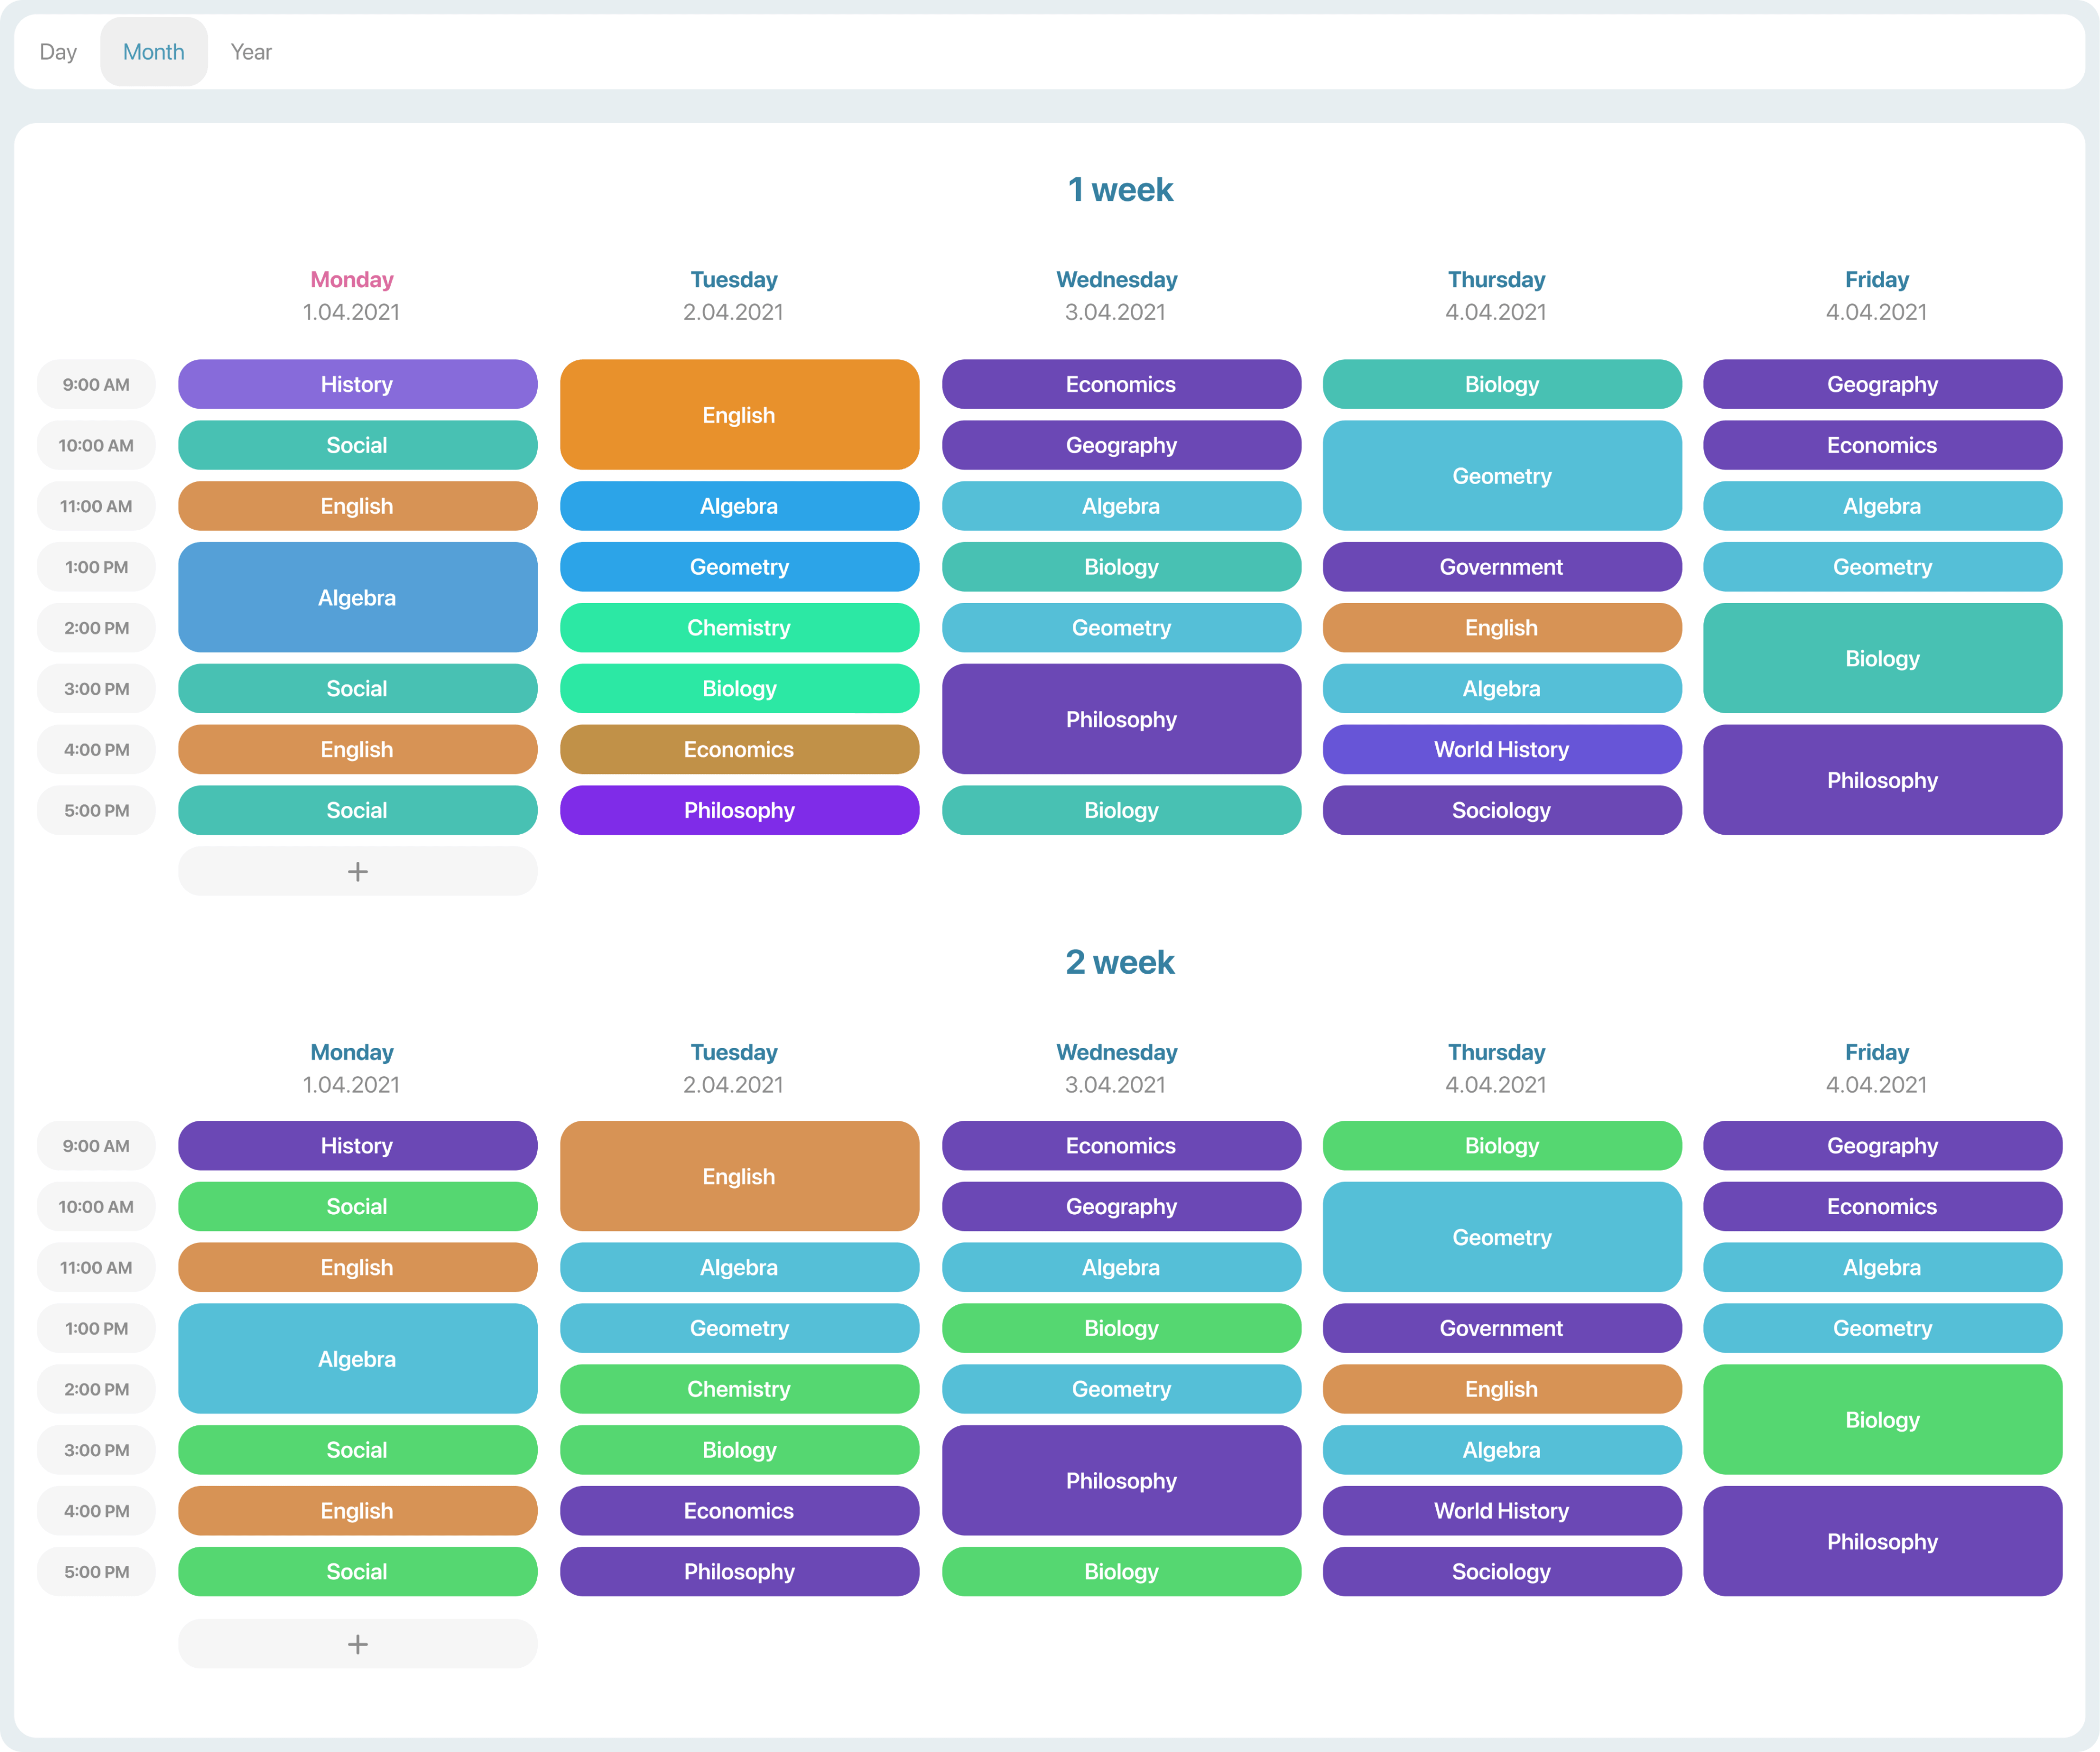 Day Month Year
1 week
Monday Tuesday Wednesday Thursday Friday
1.04.2021 2.04.2021 3.04.2021 4.04.2021 4.04.2021
9:00 AM History Economics Biology Geography
English
10:00 AM Social Geography Economics
Geometry
11:00 AM English Algebra Algebra Algebra
1:00 PM Geometry Biology Government Geometry
Algebra
2:00 PM Chemistry Geometry English
Biology
3:00 PM Social Biology Algebra
Philosophy
4:00 PM English Economics World History
Philosophy
5:00 PM Social Philosophy Biology Sociology
+
2 week
Monday Tuesday Wednesday Thursday Friday
1.04.2021 2.04.2021 3.04.2021 4.04.2021 4.04.2021
9:00 AM History Economics Biology Geography
English
10:00 AM Social Geography Economics
Geometry
11:00 AM English Algebra Algebra Algebra
1:00 PM Geometry Biology Government Geometry
Algebra
2:00 PM Chemistry Geometry English
Biology
3:00 PM Social Biology Algebra
Philosophy
4:00 PM English Economics World History
Philosophy
5:00 PM Social Philosophy Biology Sociology
+